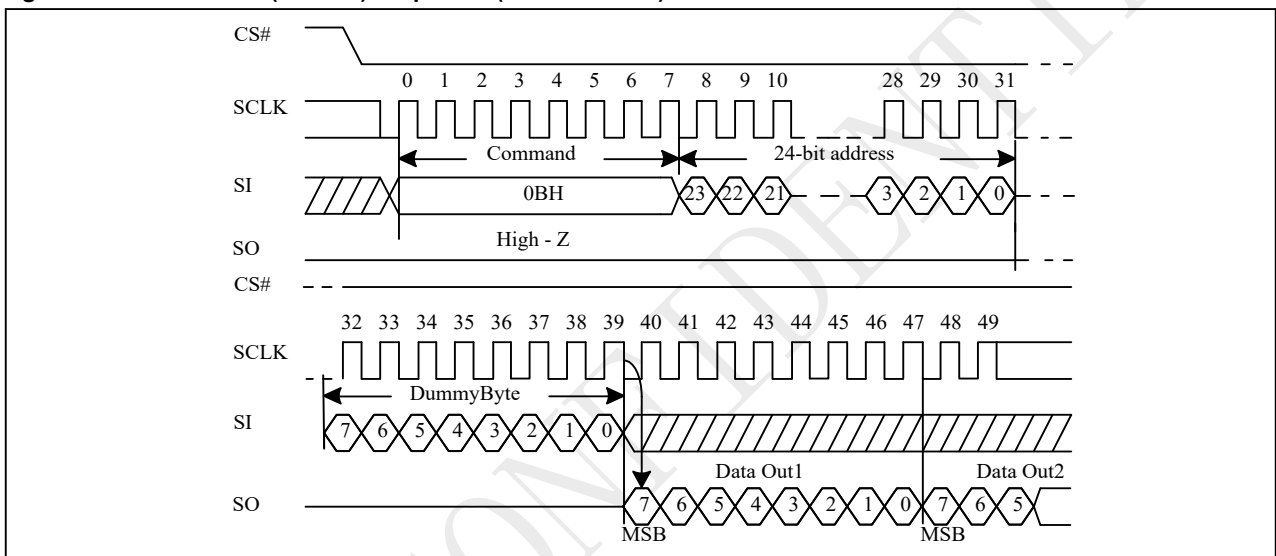 CS#
0 1 2 3 4 5 6 7 8 9 10 28 29 30 31
SCLK
Command 24-bit address
SI 0BH 23 22 21 3 2 1 0
High - Z
SO
CS#
32 33 34 35 36 37 38 39 40 41 42 43 44 45 46 47 48 49
SCLK
DummyByte
SI 7 6 5 4 3 2 1 0
Data Out1 Data Out2
SO 7 6 5 4 3 2 1 0 7 6 5
MSB MSB